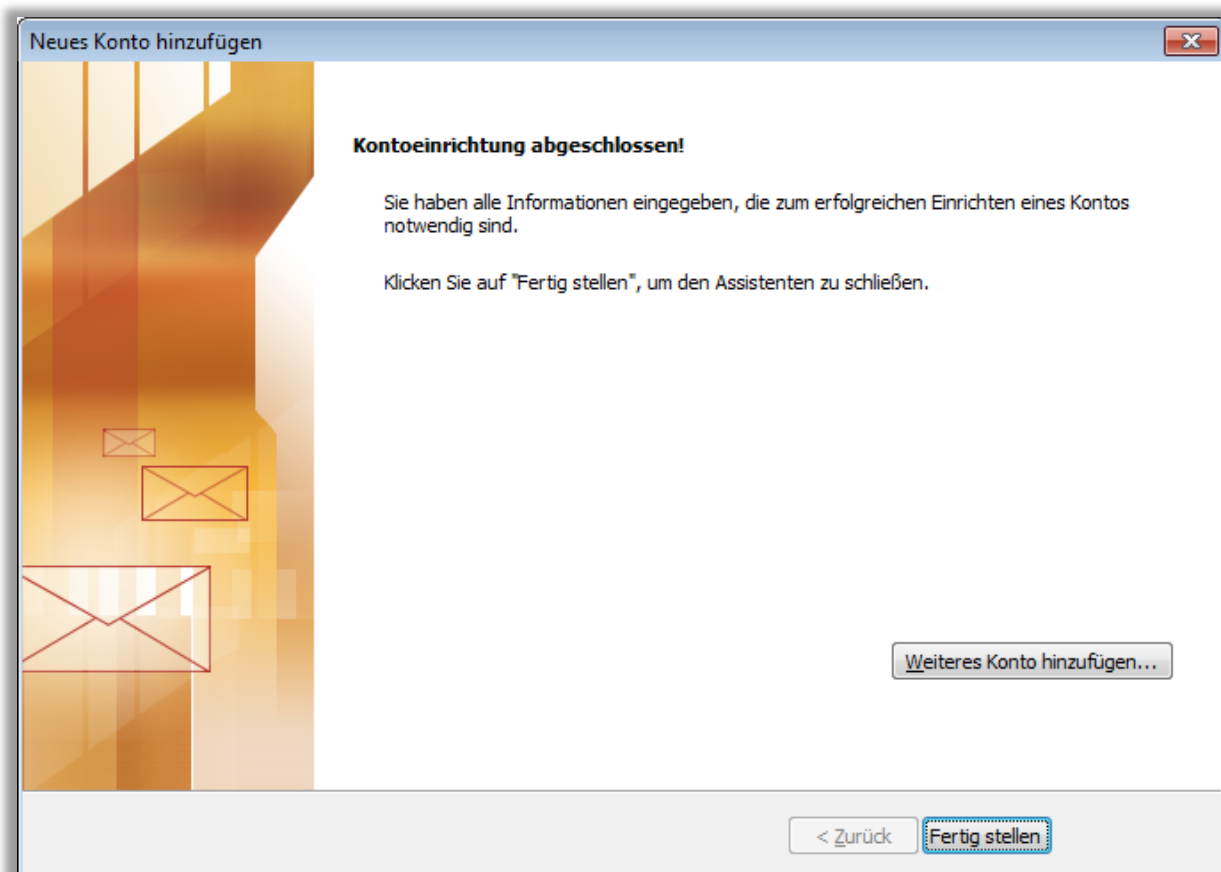 Neues Konto hinzufügen
Kontoeinrichtung abgeschlossen!
Sie haben alle Informationen eingegeben, die zum erfolgreichen Einrichten eines Kontos
notwendig sind.
Klicken Sie auf "Fertig stellen", um den Assistenten zu schließen.
Weiteres Konto hinzufügen...
< Zurück
Fertig stellen